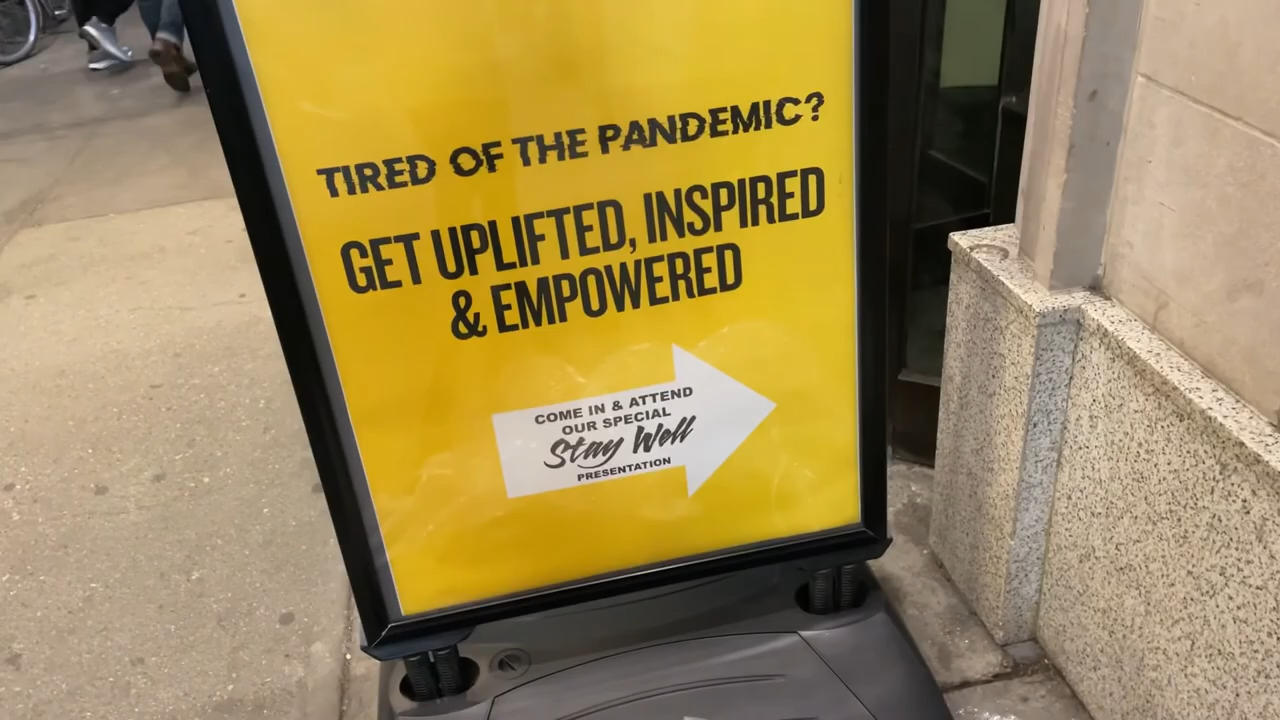 TIRED OF THE PANDEMIC?
GET UPLIFTED, INSPIRED
& EMPOWERED
COME IN & ATTEND
OUR SPECIAL
Stay Well
PRESENTATION